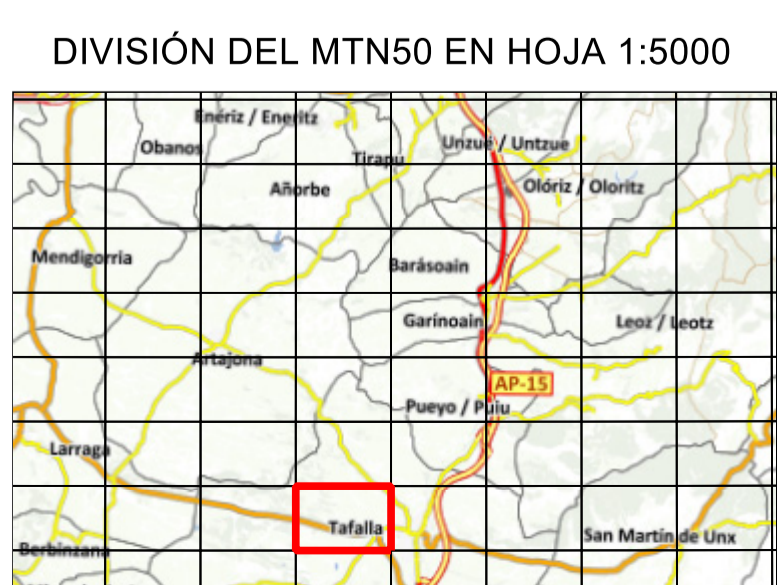 DIVISIÓN DEL MTN50 EN HOJA 1:5000
Enériz / Eneritz
Obanos
Unzué / Untzue
Tirapu
Añorbe
Olóriz / Oloritz
Mendigorria
Barásoain
Garínoain
Leoz / Leotz
Artajona
AP-15
Pueyo / Puiu
Larraga
Tafalla
San Martín de Unx
Berbinzana